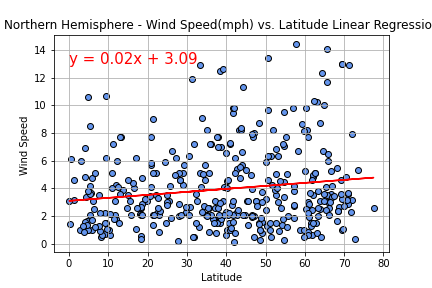 Northern Hemisphere - Wind Speed(mph) vs. Latitude Linear Regressio
y = 0.02x + 3.09
Wind Speed
14
12
10
8
6
4
2
0
0 10 20 30 40 50 60 70 80
Latitude